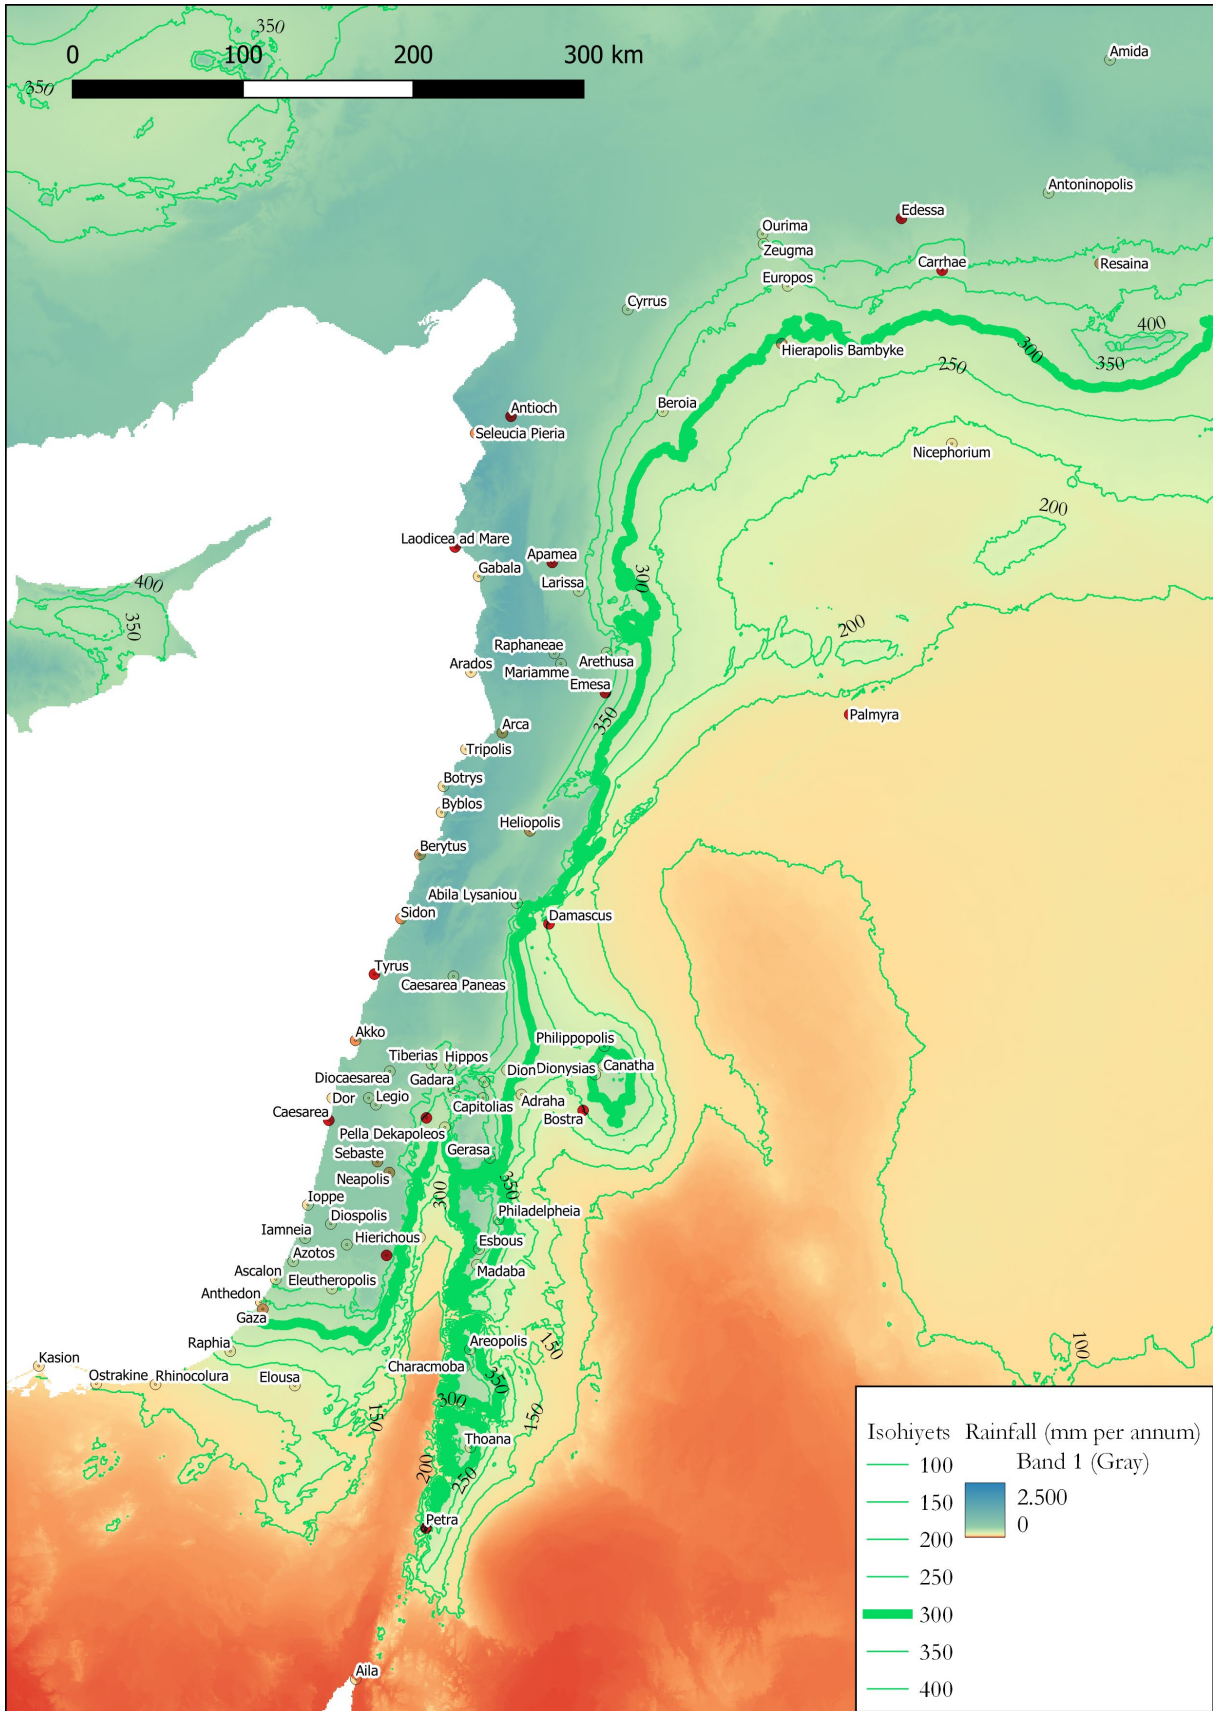 350
0 100 200 300 km
350
Amida
Antoninopolis
Edessa
Ourima
Zeugma
Carrhae
Resaina
Europos
Cyrrus
400
300
Hierapolis Bambyke
350
250
Beroia
Antioch
Seleucia Pieria
Nicephorium
200
Laodicea ad Mare
Apamea
Gabala
Larissa
300
400
350
200
Raphaneae
Arados
Mariamme
Arethusa
Emesa
350
Palmyra
Arca
Tripolis
Botrys
Byblos
Heliopolis
Berytus
Abila Lysaniou
Sidon
Damascus
Tyrus
Caesarea Paneas
Akko
Philippopolis
Tiberias
Hippos
Diocaesarea
Gadara
Dion
Dionysias
Canatha
Dor
Legio
Capitolias
Adraha
Caesarea
Bostra
Pella Dekapoleos
Sebaste
Gerasa
Neapolis
300
350
Ioppe
Diospolis
Philadelpheia
Iamneia
Hierichous
Esbous
Azotos
Ascalon
Eleutheropolis
Madaba
Anthedon
Gaza
Raphia
Areopolis
150
100
Kasion
Ostrakine
Rhinocolura
Elousa
Characmoba
350
300
150
150
Thoana
200
250
Petra
Aila
Isohiyets
100
150
200
250
300
350
400
Rainfall (mm per annum)
Band 1 (Gray)
2.500
0